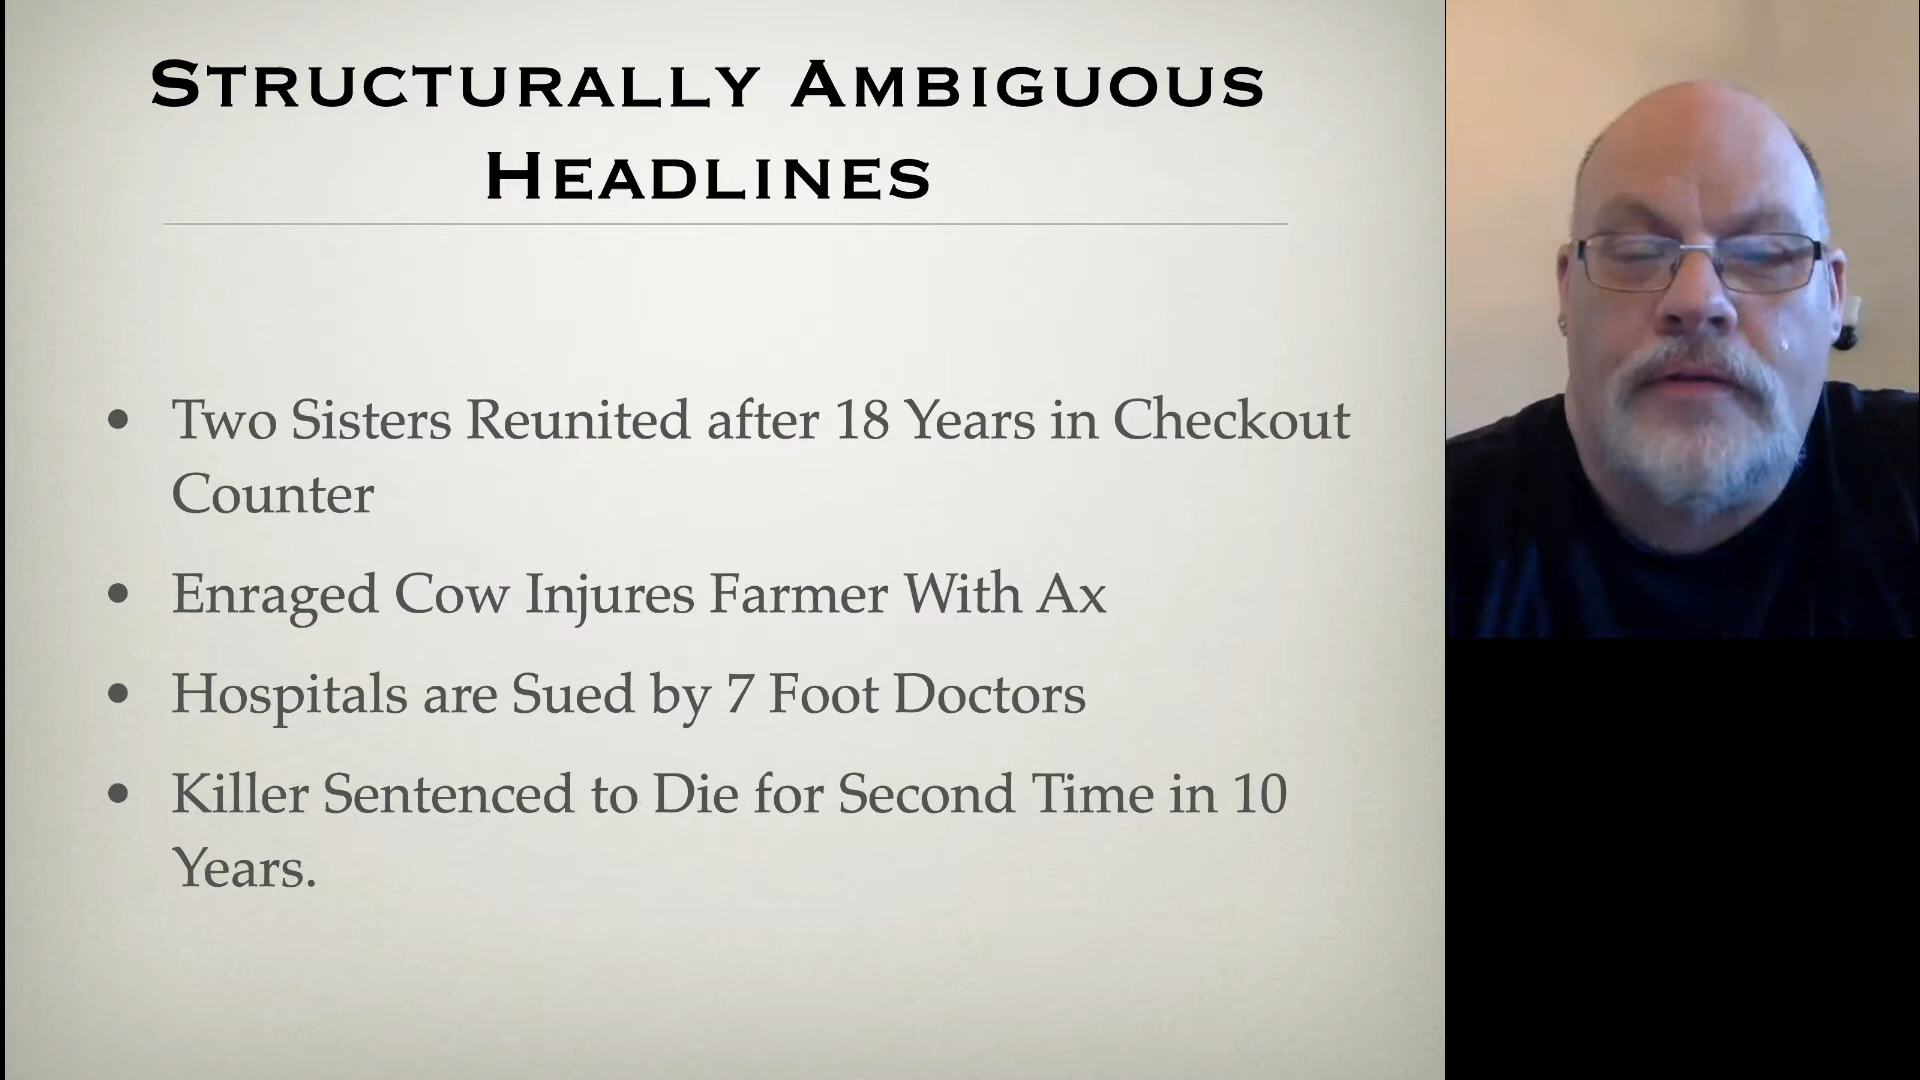 Structurally Ambiguous
Headlines
• Two Sisters Reunited after 18 Years in Checkout
Counter
• Enraged Cow Injures Farmer With Ax
• Hospitals are Sued by 7 Foot Doctors
• Killer Sentenced to Die for Second Time in 10
Years.